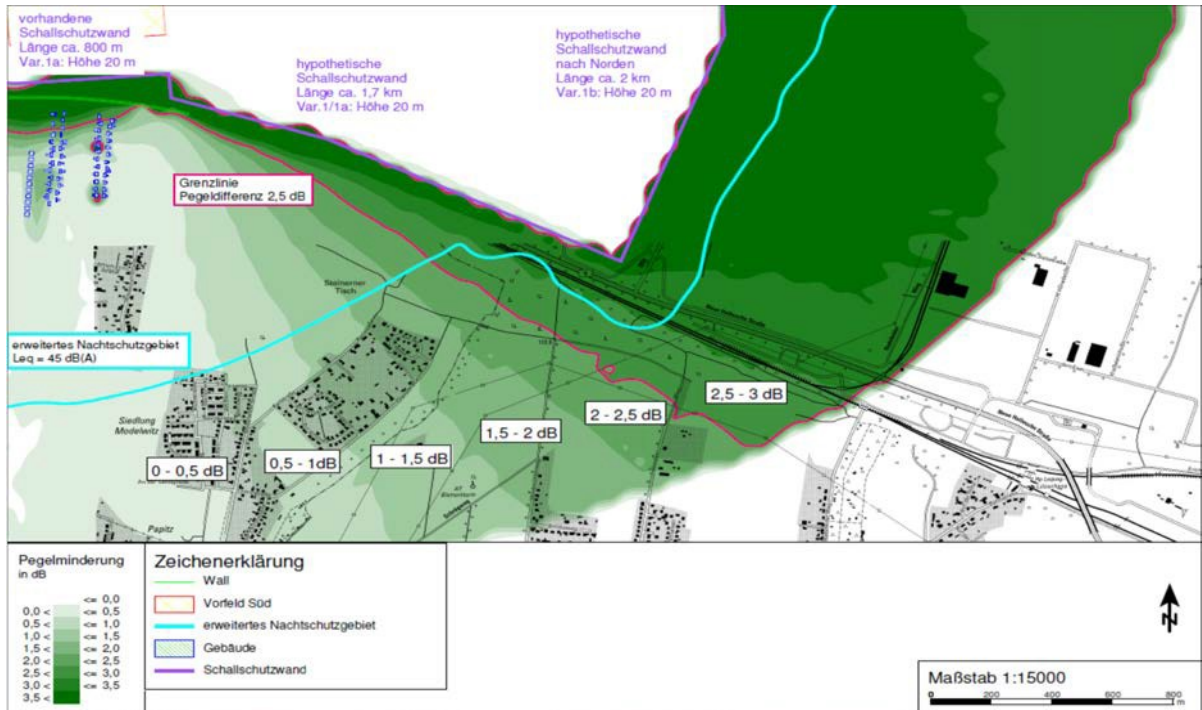 vorhandene
Schallschutzwand
Länge ca. 800 m
Var.1a: Höhe 20 m
hypothetische
Schallschutzwand
Länge ca. 1,7 km
Var.1/1a: Höhe 20 m
hypothetische
Schallschutzwand
nach Norden
Länge ca. 2 km
Var.1b: Höhe 20 m
Grenzlinie
Pegeldifferenz 2,5 dB
Steinerner
Tisch
erweitertes Nachtschutzgebiet
Leq = 45 dB(A)
Siedlung
Modelwitz
Papitz
0 - 0,5 dB
0,5 - 1dB
1 - 1,5 dB
1,5 - 2 dB
2 - 2,5 dB
2,5 - 3 dB
Pegelminderung
in dB
<= 0,0
0,0 < <= 0,5
0,5 < <= 1,0
1,0 < <= 1,5
1,5 < <= 2,0
2,0 < <= 2,5
2,5 < <= 3,0
3,0 < <= 3,5
3,5 <
Zeichenerklärung
Wall
Vorfeld Süd
erweitertes Nachtschutzgebiet
Gebäude
Schallschutzwand
N
Maßstab 1:15000
0 200 400 600 800
m